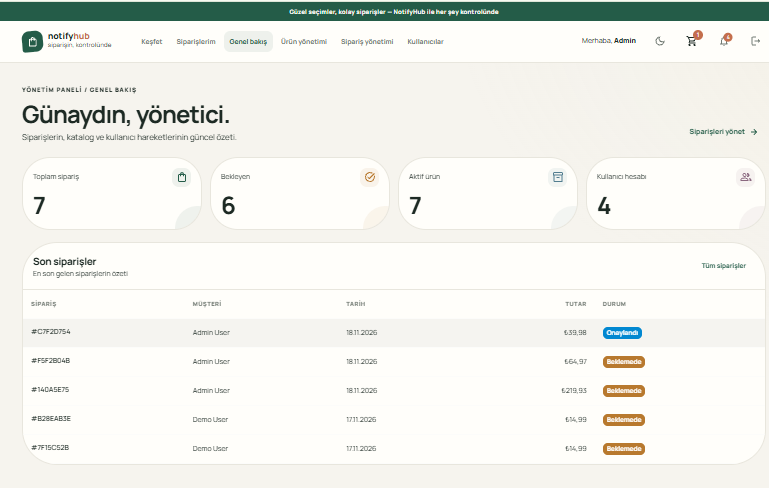 Güzel seçimler, kolay siparişler — NotifyHub ile her şey kontrolünde
notifyhub
siparişin, kontrolünde
Keşfet Siparişlerim Genel bakış Ürün yönetimi Sipariş yönetimi Kullanıcılar
Merhaba, Admin
1
4
YÖNETİM PANELİ / GENEL BAKIŞ
Günaydın, yönetici.
Siparişlerin, katalog ve kullanıcı hareketlerinin güncel özeti.
Siparişleri yönet →
Toplam sipariş
7
Bekleyen
6
Aktif ürün
7
Kullanıcı hesabı
4
Son siparişler
En son gelen siparişlerin özeti
Tüm siparişler
SİPARİŞ MÜŞTERİ TARİH TUTAR DURUM
#C7F2D754 Admin User 18.11.2026 ₺39,98 Onaylandı
#F5F2B04B Admin User 18.11.2026 ₺64,97 Beklemede
#140A5E75 Admin User 18.11.2026 ₺219,93 Beklemede
#B28EAB3E Demo User 17.11.2026 ₺14,99 Beklemede
#7F15C52B Demo User 17.11.2026 ₺14,99 Beklemede